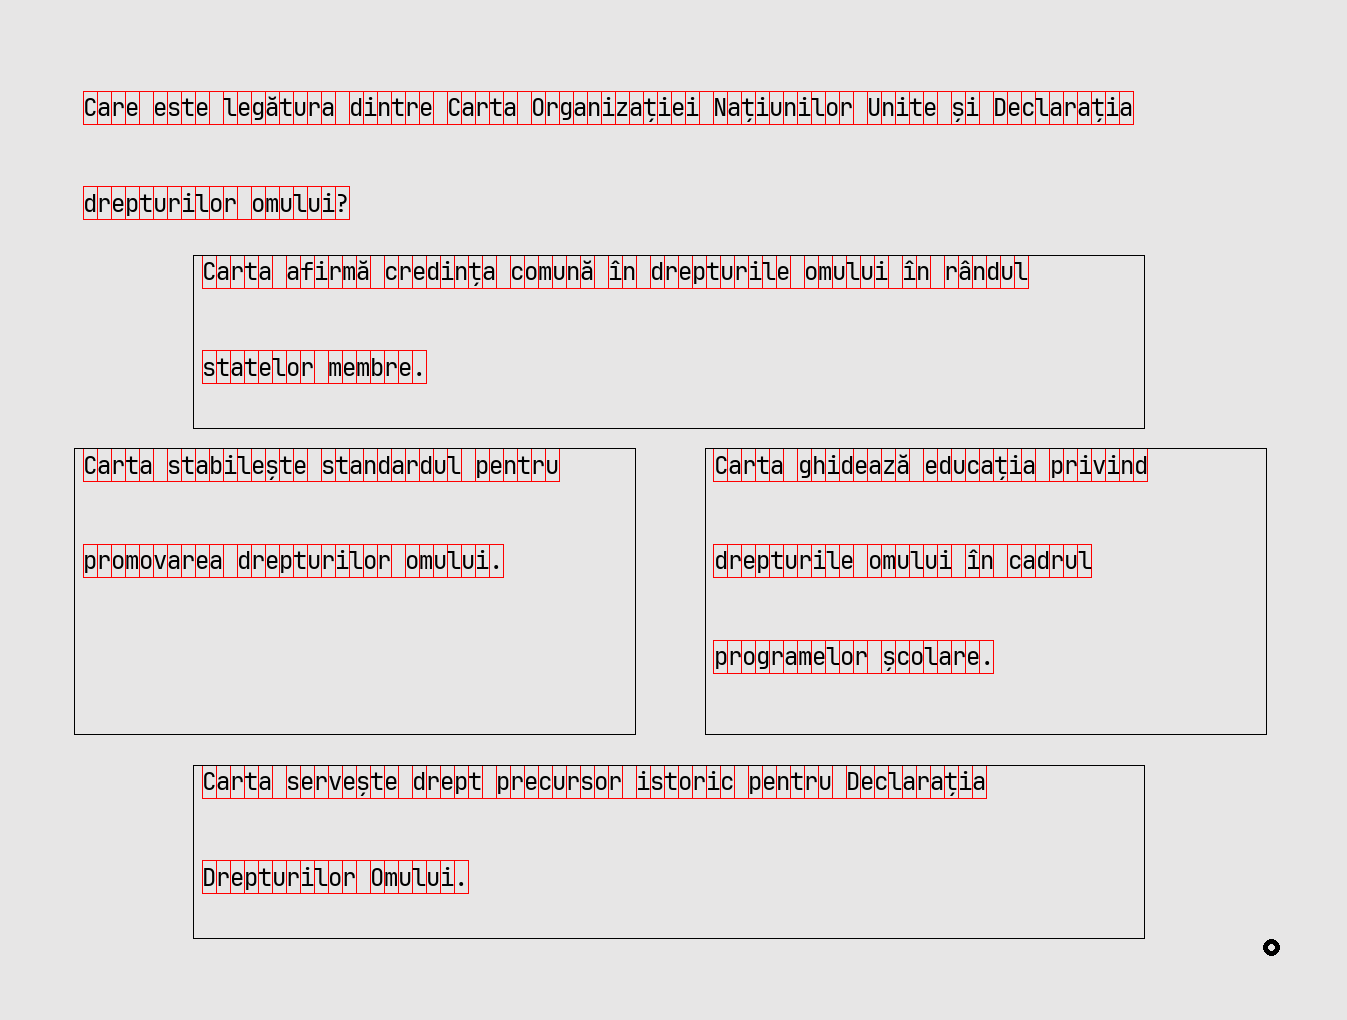 Care este legătura dintre Carta Organizației Națiunilor Unite și Declarația
drepturilor omului?
Carta afirmă credința comună în drepturile omului în rândul
statelor membre.
Carta stabilește standardul pentru
promovarea drepturilor omului.
Carta ghidează educația privind
drepturile omului în cadrul
programelor școlare.
Carta servește drept precursor istoric pentru Declarația
Drepturilor Omului.